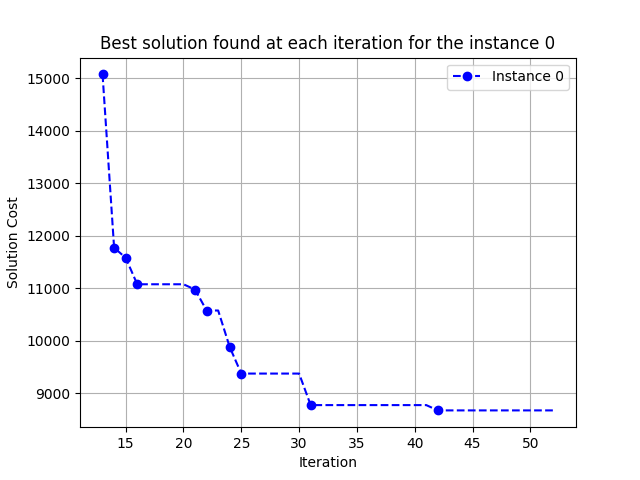 Best solution found at each iteration for the instance 0
Instance 0
15000
14000
13000
12000
11000
10000
9000
Solution Cost
15 20 25 30 35 40 45 50
Iteration